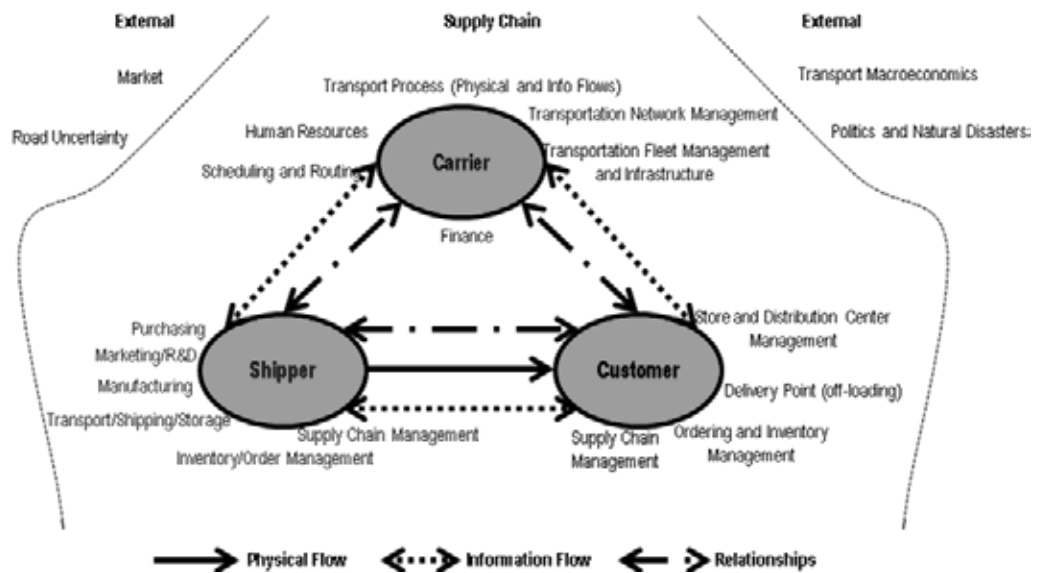 External
Supply Chain
External
Market
Transport Macroeconomics
Transport Process (Physical and Info Flows)
Road Uncertainty
Human Resources
Transportation Network Management
Politics and Natural Disasters
Carrier
Scheduling and Routing
Transportation Fleet Management
and Infrastructure
Finance
Purchasing
Store and Distribution Center
Management
Marketing/R&D
Shipper
Customer
Manufacturing
Delivery Point (off-loading)
Transport/Shipping/Storage
Supply Chain Management
Supply Chain
Management
Ordering and Inventory
Management
Inventory/Order Management
Physical Flow
Information Flow
Relationships